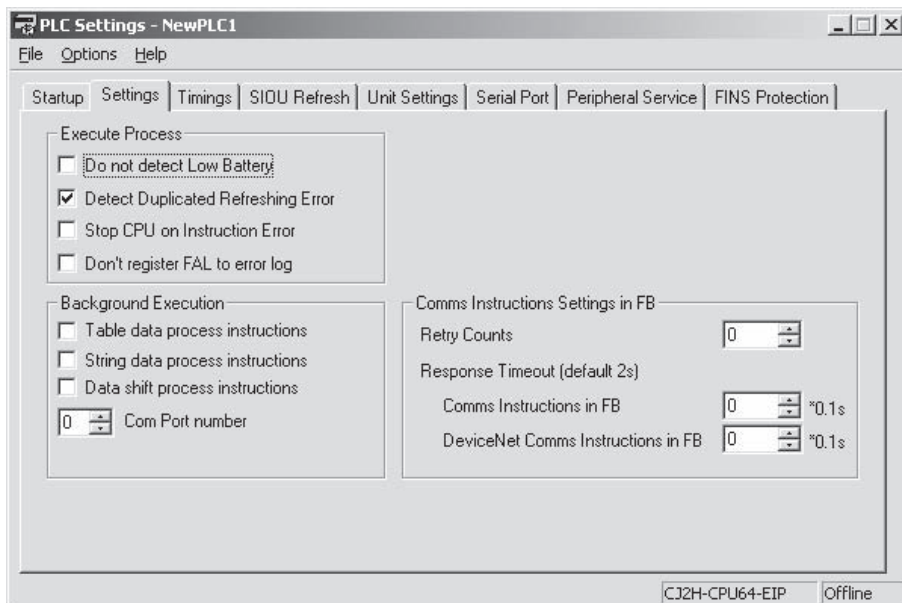 PLC Settings - NewPLC1
File Options Help
Startup Settings Timings SIOU Refresh Unit Settings Serial Port Peripheral Service FINS Protection
Execute Process
Do not detect Low Battery
Detect Duplicated Refreshing Error
Stop CPU on Instruction Error
Don't register FAL to error log
Background Execution
Table data process instructions
String data process instructions
Data shift process instructions
0 Com Port number
Comms Instructions Settings in FB
Retry Counts 0
Response Timeout (default 2s)
Comms Instructions in FB 0 *0.1s
DeviceNet Comms Instructions in FB 0 *0.1s
CJ2H-CPU64-EIP Offline